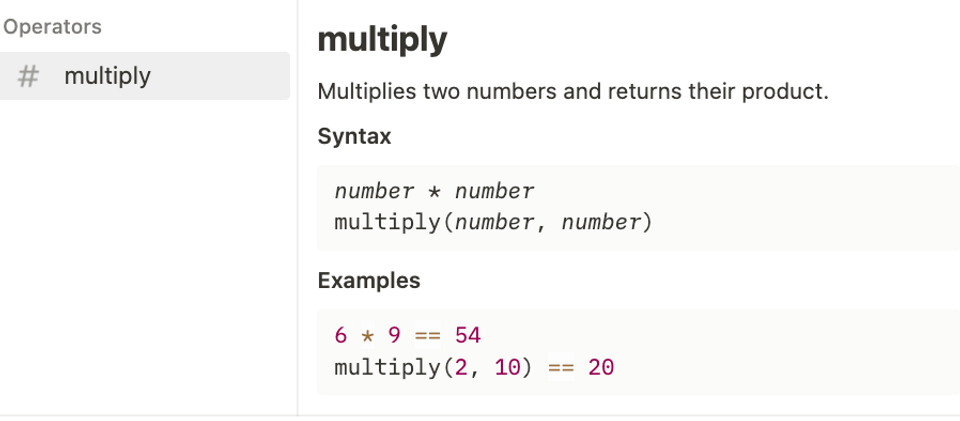 Operators
# multiply
multiply
Multiplies two numbers and returns their product.
Syntax
number * number
multiply(number, number)
Examples
6 * 9 == 54
multiply(2, 10) == 20